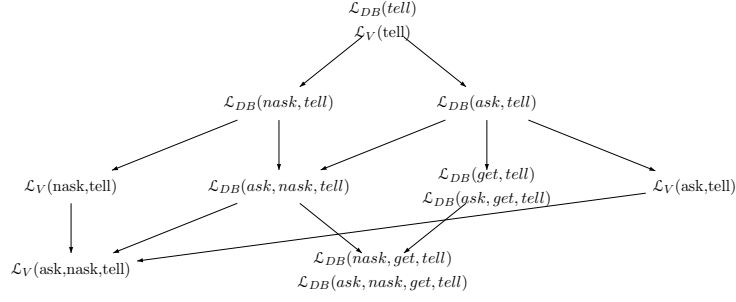 ℒ_DB(tell)
ℒ_V(tell)
ℒ_DB(nask, tell)
ℒ_DB(ask, tell)
ℒ_V(nask,tell)
ℒ_DB(ask, nask, tell)
ℒ_DB(get, tell)
ℒ_DB(ask, get, tell)
ℒ_V(ask,tell)
ℒ_V(ask,nask,tell)
ℒ_DB(nask, get, tell)
ℒ_DB(ask, nask, get, tell)